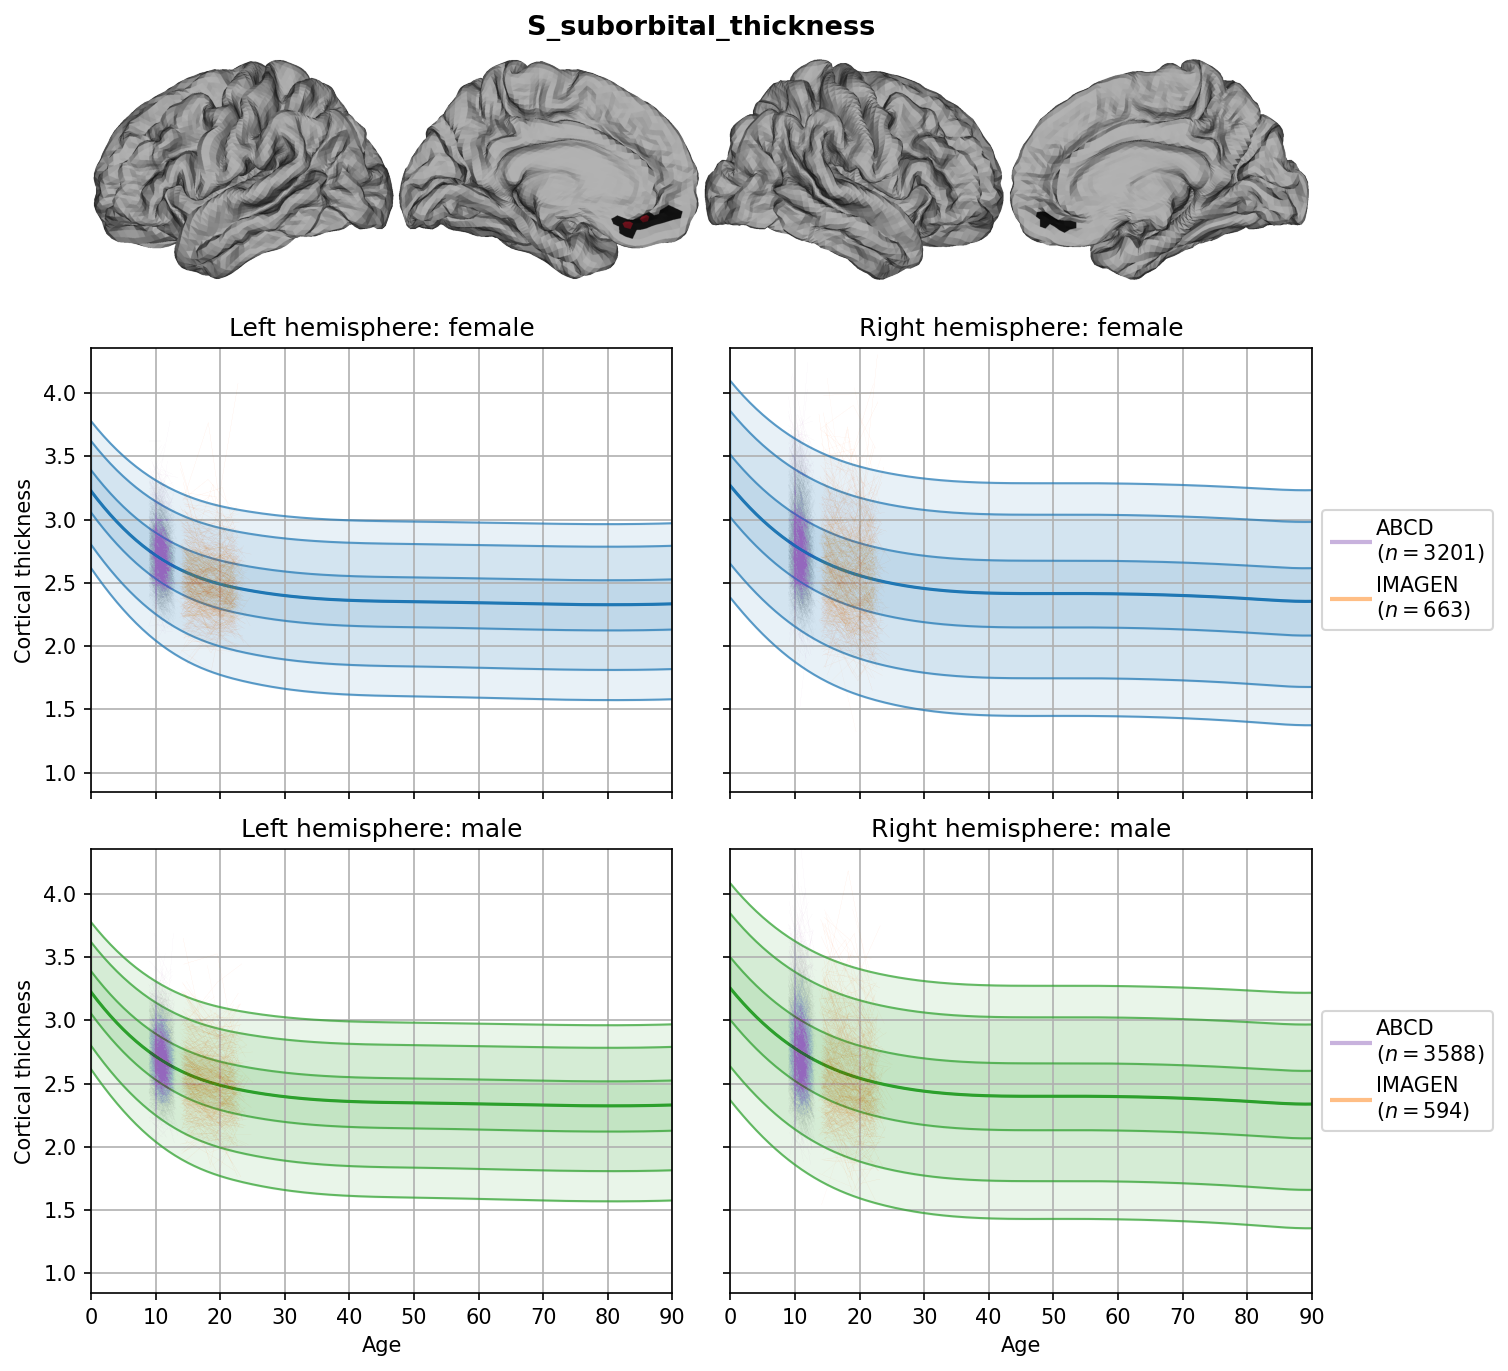 S_suborbital_thickness
Left hemisphere: female
Right hemisphere: female
Cortical thickness
4.0
3.5
3.0
2.5
2.0
1.5
1.0
ABCD
(n = 3201)
IMAGEN
(n = 663)
Left hemisphere: male
Right hemisphere: male
Cortical thickness
4.0
3.5
3.0
2.5
2.0
1.5
1.0
ABCD
(n = 3588)
IMAGEN
(n = 594)
0 10 20 30 40 50 60 70 80 90
0 10 20 30 40 50 60 70 80 90
Age
Age